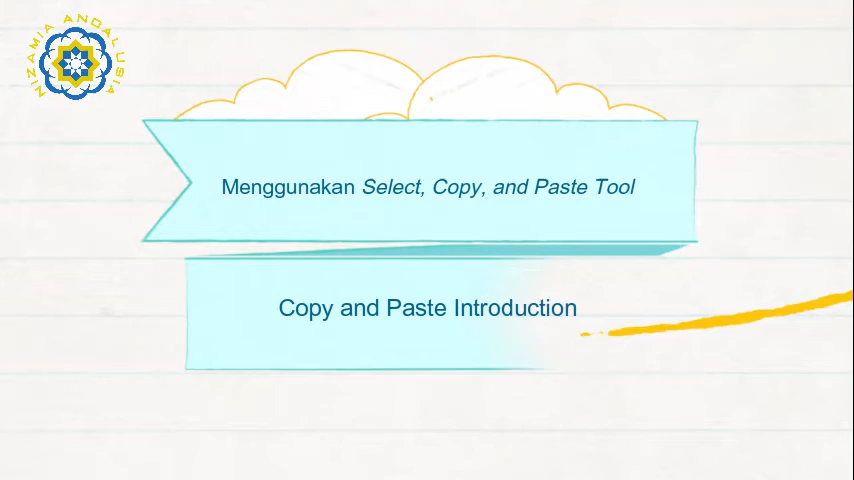 NIZAMIA ANDALUSIA
Menggunakan Select, Copy, and Paste Tool
Copy and Paste Introduction